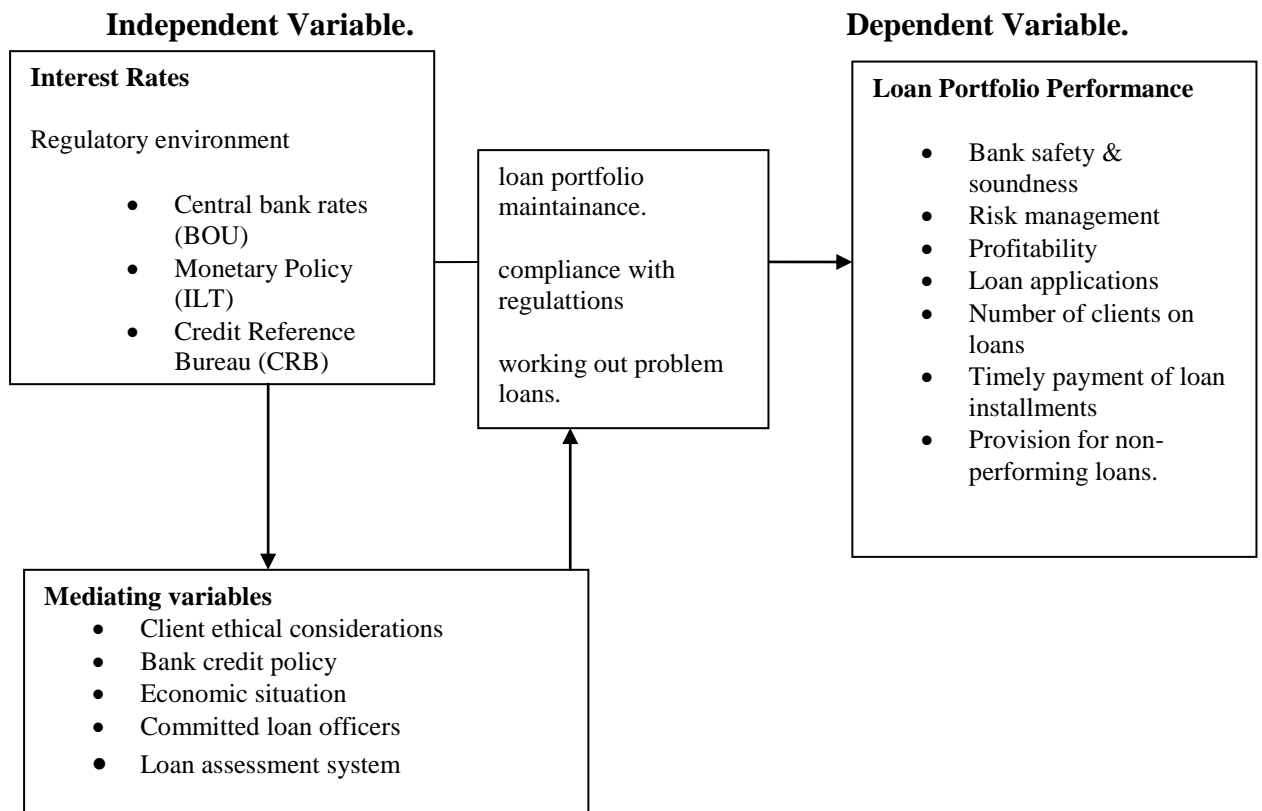 Independent Variable.
Dependent Variable.
Interest Rates
Regulatory environment
• Central bank rates
(BOU)
• Monetary Policy
(ILT)
• Credit Reference
Bureau (CRB)
loan portfolio
maintainance.
compliance with
regulattions
working out problem
loans.
Loan Portfolio Performance
• Bank safety &
soundness
• Risk management
• Profitability
• Loan applications
• Number of clients on
loans
• Timely payment of loan
installments
• Provision for non-
performing loans.
Mediating variables
• Client ethical considerations
• Bank credit policy
• Economic situation
• Committed loan officers
• Loan assessment system